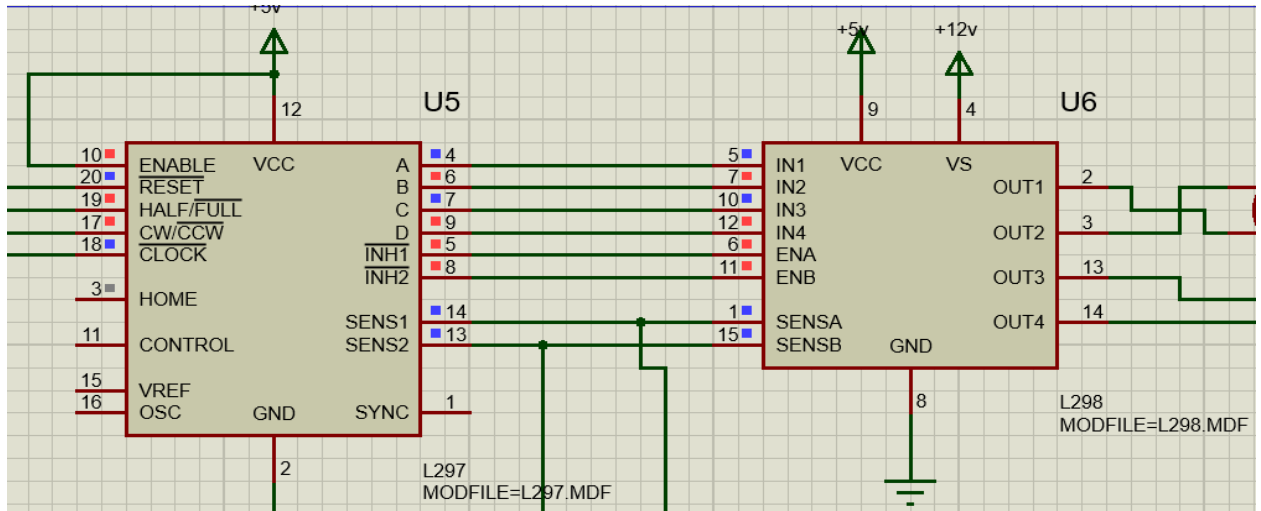 +5v
+5v
+12v
U5
U6
12
9
4
10
ENABLE
VCC
A
4
5
IN1
VCC
VS
20
RESET
B
6
7
IN2
OUT1
2
19
HALF/FULL
C
7
10
IN3
17
CW/CCW
D
9
12
IN4
OUT2
3
18
CLOCK
INH1
5
6
ENA
INH2
8
11
ENB
OUT3
13
3
HOME
SENS1
14
1
SENSA
OUT4
14
11
CONTROL
SENS2
13
15
SENSB
GND
15
VREF
16
OSC
GND
SYNC
1
8
L298
MODFILE=L298.MDF
2
L297
MODFILE=L297.MDF